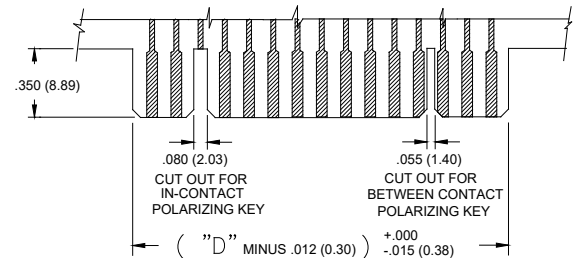 .350 (8.89)
.080 (2.03)
CUT OUT FOR
IN-CONTACT
POLARIZING KEY
.055 (1.40)
CUT OUT FOR
BETWEEN CONTACT
POLARIZING KEY
( "D" MINUS .012 (0.30) ) +.000
-.015 (0.38)